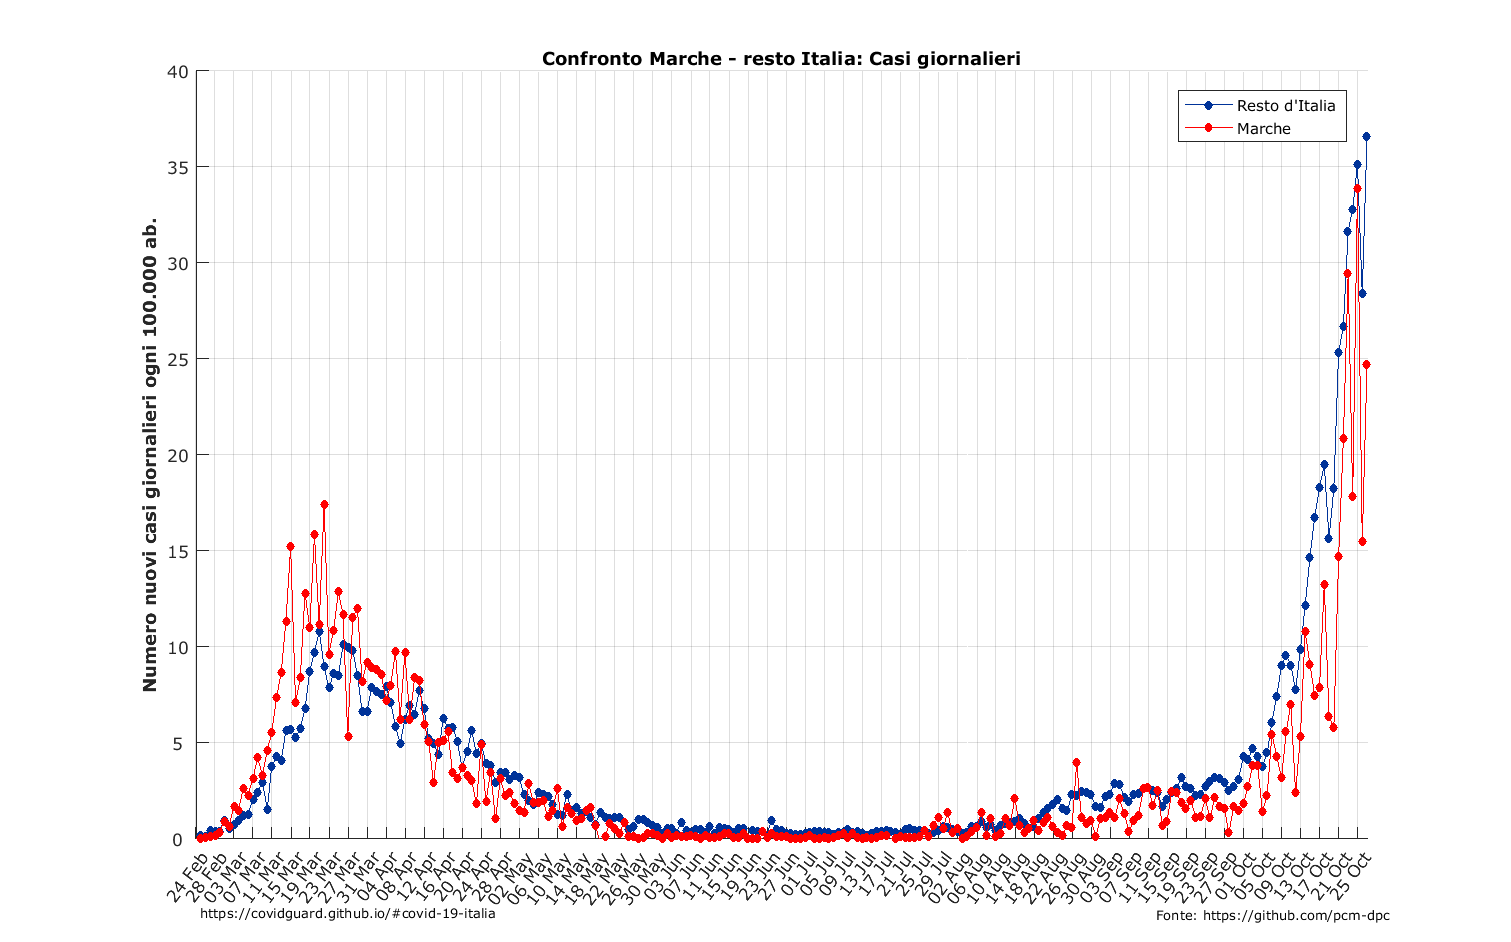 Confronto Marche - resto Italia: Casi giornalieri
Numero nuovi casi giornalieri ogni 100.000 ab.
40
35
30
25
20
15
10
5
0
Resto d'Italia
Marche
24 Feb
28 Feb
03 Mar
07 Mar
11 Mar
15 Mar
19 Mar
23 Mar
27 Mar
31 Mar
04 Apr
08 Apr
12 Apr
16 Apr
20 Apr
24 Apr
28 Apr
02 May
06 May
10 May
14 May
18 May
22 May
26 May
30 May
03 Jun
07 Jun
11 Jun
15 Jun
19 Jun
23 Jun
27 Jun
01 Jul
05 Jul
09 Jul
13 Jul
17 Jul
21 Jul
25 Jul
29 Jul
02 Aug
06 Aug
10 Aug
14 Aug
18 Aug
22 Aug
26 Aug
30 Aug
03 Sep
07 Sep
11 Sep
15 Sep
19 Sep
23 Sep
27 Sep
01 Oct
05 Oct
09 Oct
13 Oct
17 Oct
21 Oct
25 Oct
https://covidguard.github.io/#covid-19-italia
Fonte: https://github.com/pcm-dpc